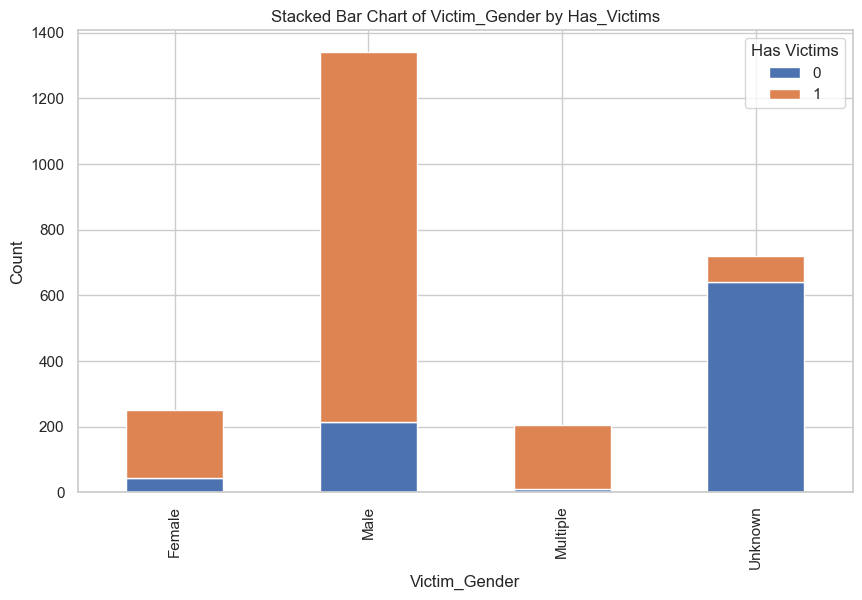 Stacked Bar Chart of Victim_Gender by Has_Victims
1400
1200
1000
800
600
400
200
0
Count
Has Victims
0
1
Female
Male
Multiple
Unknown
Victim_Gender